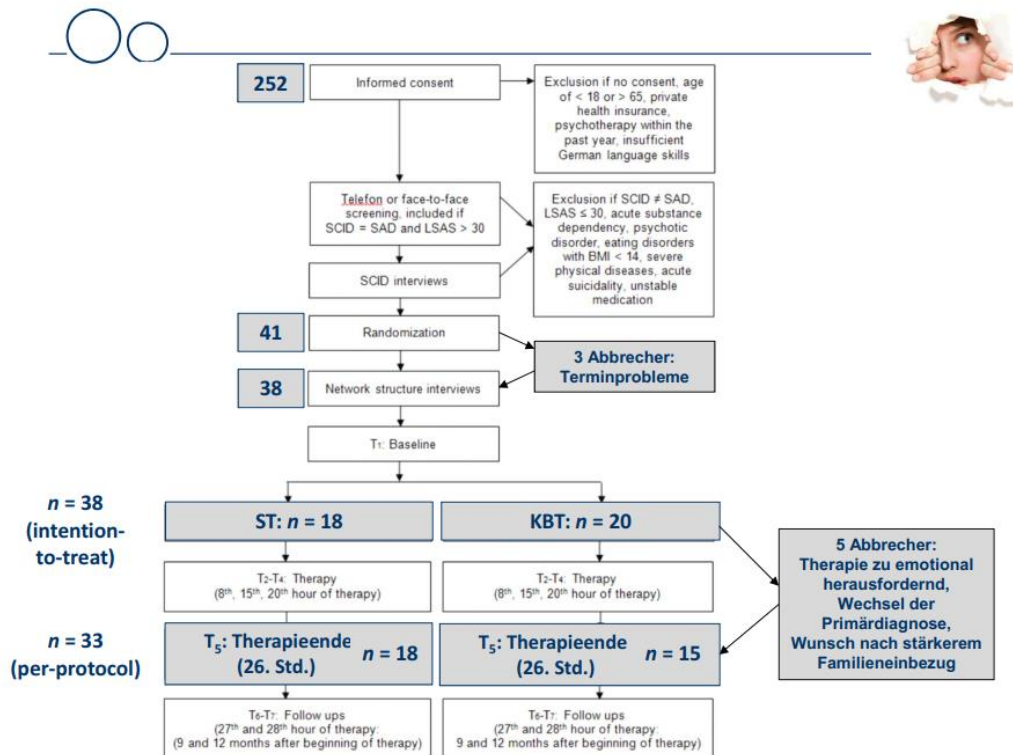 252
Informed consent
Exclusion if no consent, age
of < 18 or > 65, private
health insurance,
psychotherapy within the
past year, insufficient
German language skills
Telefon or face-to-face
screening, included if
SCID = SAD and LSAS > 30
Exclusion if SCID ≠ SAD,
LSAS ≤ 30, acute substance
dependency, psychotic
disorder, eating disorders
with BMI < 14, severe
physical diseases, acute
suicidality, unstable
medication
SCID interviews
41
Randomization
3 Abbrecher:
Terminprobleme
38
Network structure interviews
T1: Baseline
n = 38
(intention-
to-treat)
ST: n = 18
KBT: n = 20
5 Abbrecher:
Therapie zu emotional
herausfordernd,
Wechsel der
Primärdiagnose,
Wunsch nach stärkerem
Familieneinbezug
T2-T4: Therapy
(8th, 15th, 20th hour of therapy)
T2-T4: Therapy
(8th, 15th, 20th hour of therapy)
n = 33
(per-protocol)
T5: Therapieende
(26. Std.)
n = 18
T5: Therapieende
(26. Std.)
n = 15
T6-T7: Follow ups
(27th and 28th hour of therapy:
(9 and 12 months after beginning of therapy)
T6-T7: Follow ups
(27th and 28th hour of therapy:
9 and 12 months after beginning of therapy)